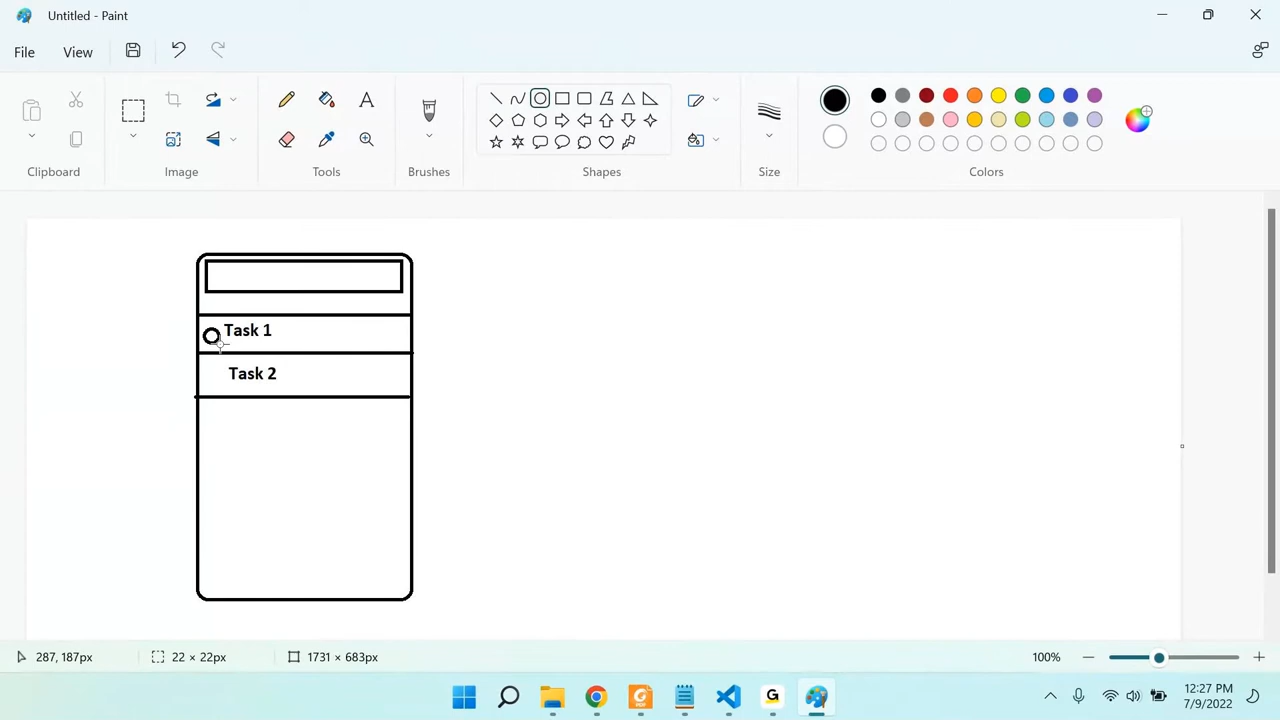 Untitled - Paint
File View
Clipboard Image Tools Brushes Shapes Size Colors
Task 1
Task 2
287, 187px 22 × 22px 1731 × 683px 100%
12:27 PM
7/9/2022